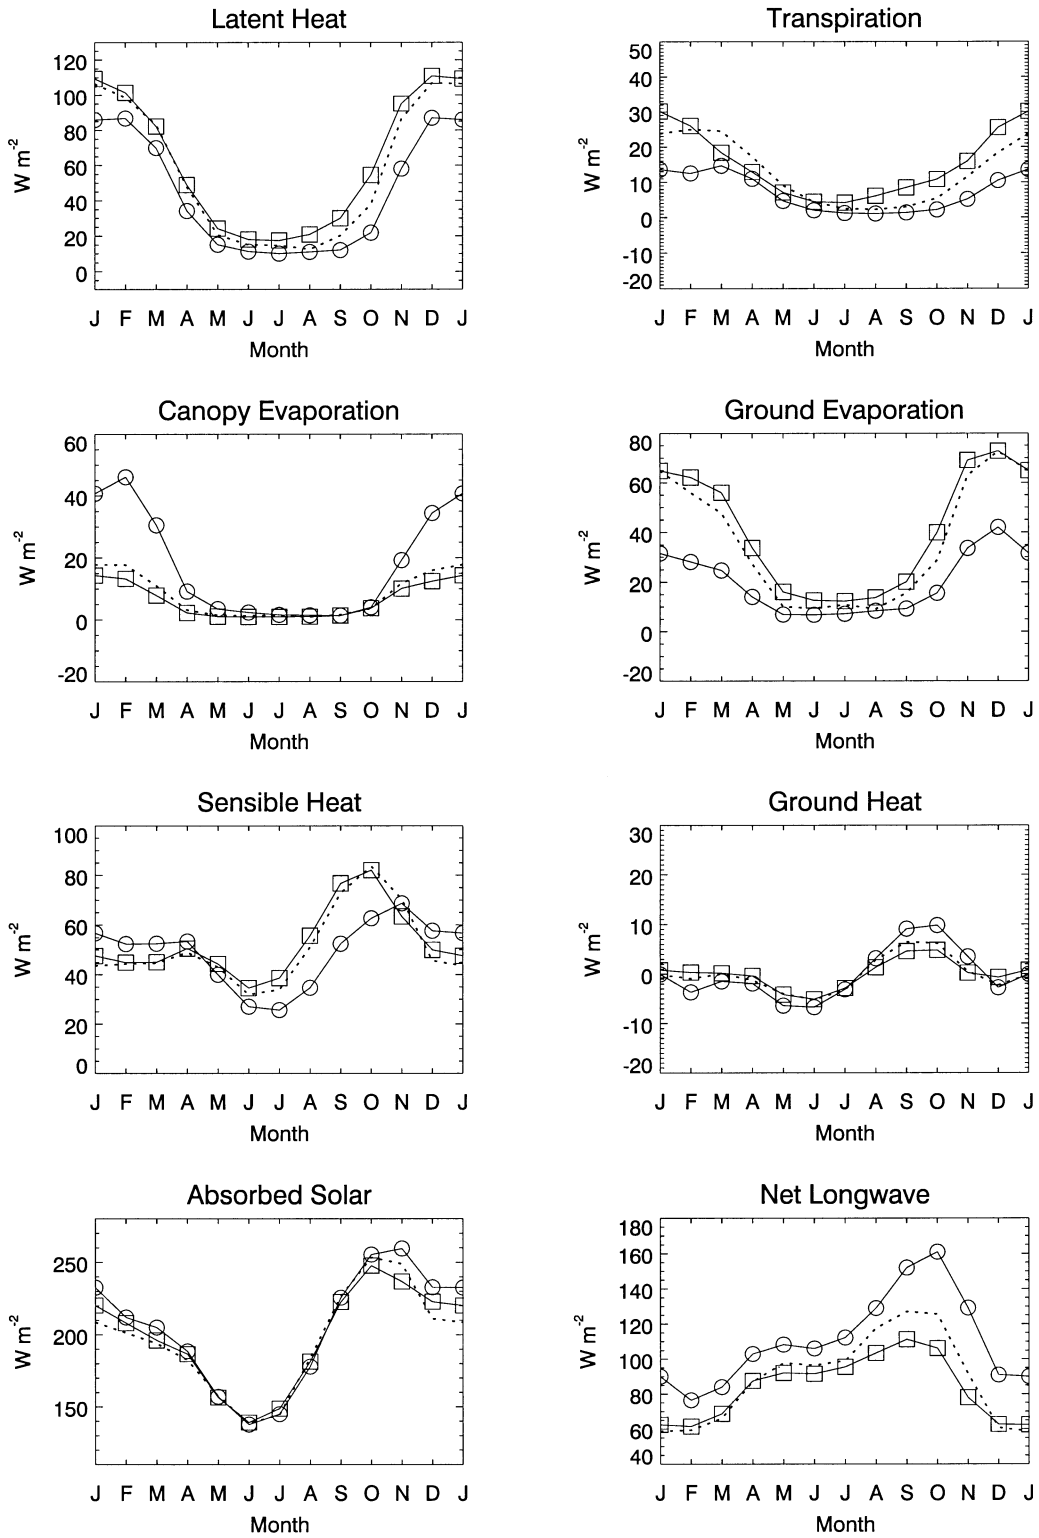 Latent Heat
120
100
80
60
40
20
0
W m-2
J F M A M J J A S O N D J
Month
Transpiration
50
40
30
20
10
0
-10
-20
W m-2
J F M A M J J A S O N D J
Month
Canopy Evaporation
60
40
20
0
-20
W m-2
J F M A M J J A S O N D J
Month
Ground Evaporation
80
60
40
20
0
-20
W m-2
J F M A M J J A S O N D J
Month
Sensible Heat
100
80
60
40
20
0
W m-2
J F M A M J J A S O N D J
Month
Ground Heat
30
20
10
0
-10
-20
W m-2
J F M A M J J A S O N D J
Month
Absorbed Solar
250
200
150
W m-2
J F M A M J J A S O N D J
Month
Net Longwave
180
160
140
120
100
80
60
40
W m-2
J F M A M J J A S O N D J
Month